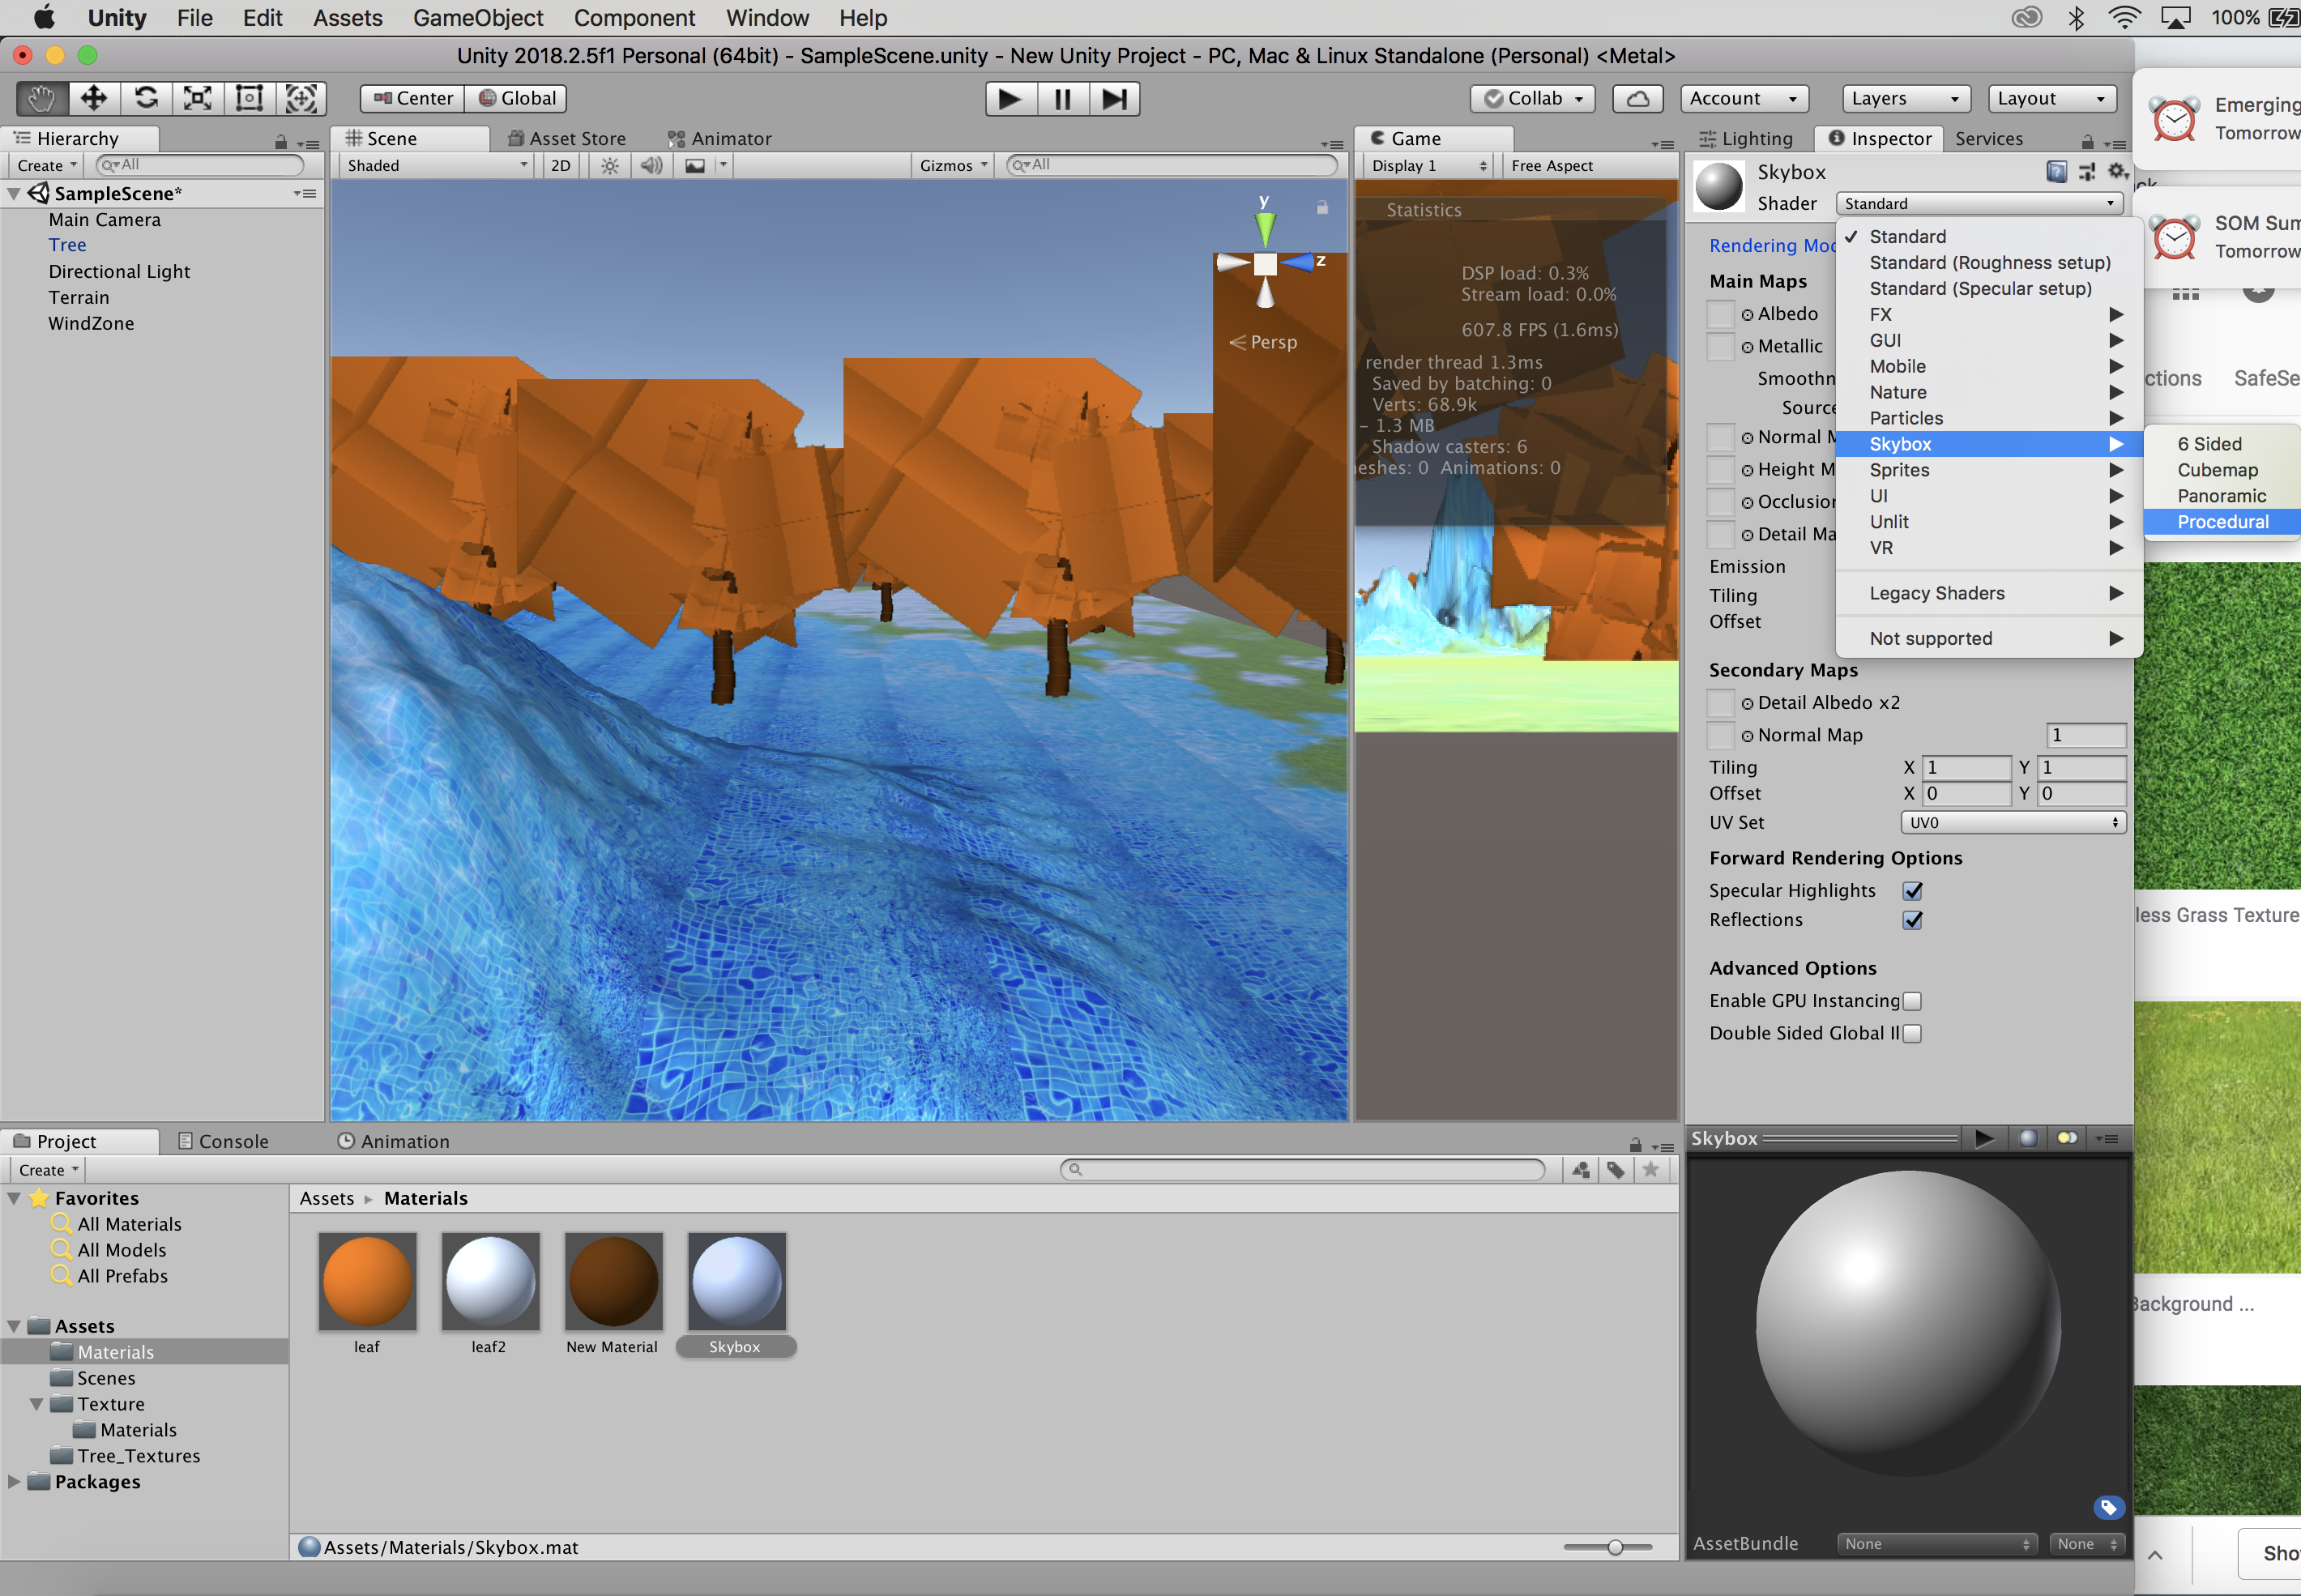 Unity File Edit Assets GameObject Component Window Help 100%
Unity 2018.2.5f1 Personal (64bit) - SampleScene.unity - New Unity Project - PC, Mac & Linux Standalone (Personal) <Metal>
Center Global Collab Account Layers Layout
Hierarchy
Create All
SampleScene*
Main Camera
Tree
Directional Light
Terrain
WindZone
Scene Asset Store Animator
Shaded 2D Gizmos All
y
z
Persp
Game
Display 1 Free Aspect
Statistics
DSP load: 0.3%
Stream load: 0.0%
607.8 FPS (1.6ms)
render thread 1.3ms
Saved by batching: 0
Verts: 68.9k
- 1.3 MB
Shadow casters: 6
eshes: 0 Animations: 0
Lighting Inspector Services
Skybox
Shader Standard
Rendering Mod
Main Maps
Albedo
Metallic
Smoothn
Source
Normal M
Height M
Occlusion
Detail Ma
Emission
Tiling
Offset
Standard
Standard (Roughness setup)
Standard (Specular setup)
FX
GUI
Mobile
Nature
Particles
Skybox
Sprites
UI
Unlit
VR
Legacy Shaders
Not supported
6 Sided
Cubemap
Panoramic
Procedural
Secondary Maps
Detail Albedo x2
Normal Map 1
Tiling X 1 Y 1
Offset X 0 Y 0
UV Set UV0
Forward Rendering Options
Specular Highlights
Reflections
Advanced Options
Enable GPU Instancing
Double Sided Global Il
Emerging
Tomorrow
SOM Sum
Tomorrow
ctions SafeSe
less Grass Texture
Background ...
Sho
Project Console Animation
Create
Favorites
All Materials
All Models
All Prefabs
Assets
Materials
Scenes
Texture
Materials
Tree_Textures
Packages
Assets Materials
leaf leaf2 New Material Skybox
Assets/Materials/Skybox.mat
Skybox
AssetBundle None None